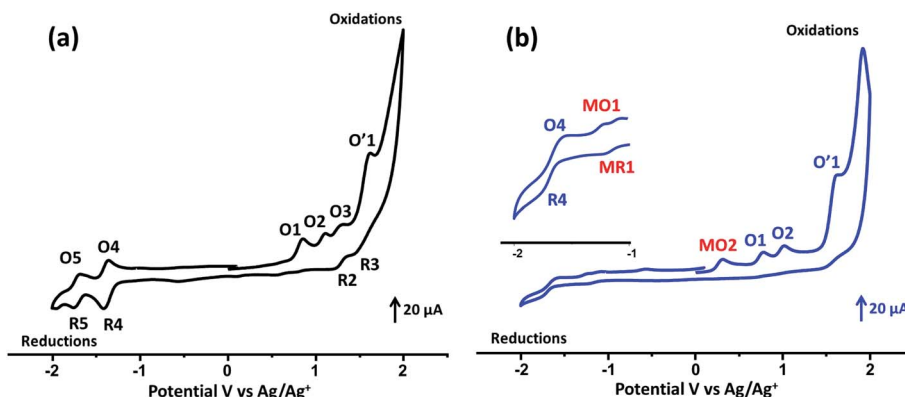 (a)
Oxidations
O'1
O1
O2
O3
O5
O4
R3
R2
R5
R4
20 µA
Reductions
-2
-1
0
1
2
Potential V vs Ag/Ag⁺
(b)
Oxidations
MO1
O4
MR1
R4
-2
-1
O'1
MO2
O1
O2
20 µA
Reductions
-2
-1
0
1
2
Potential V vs Ag/Ag⁺